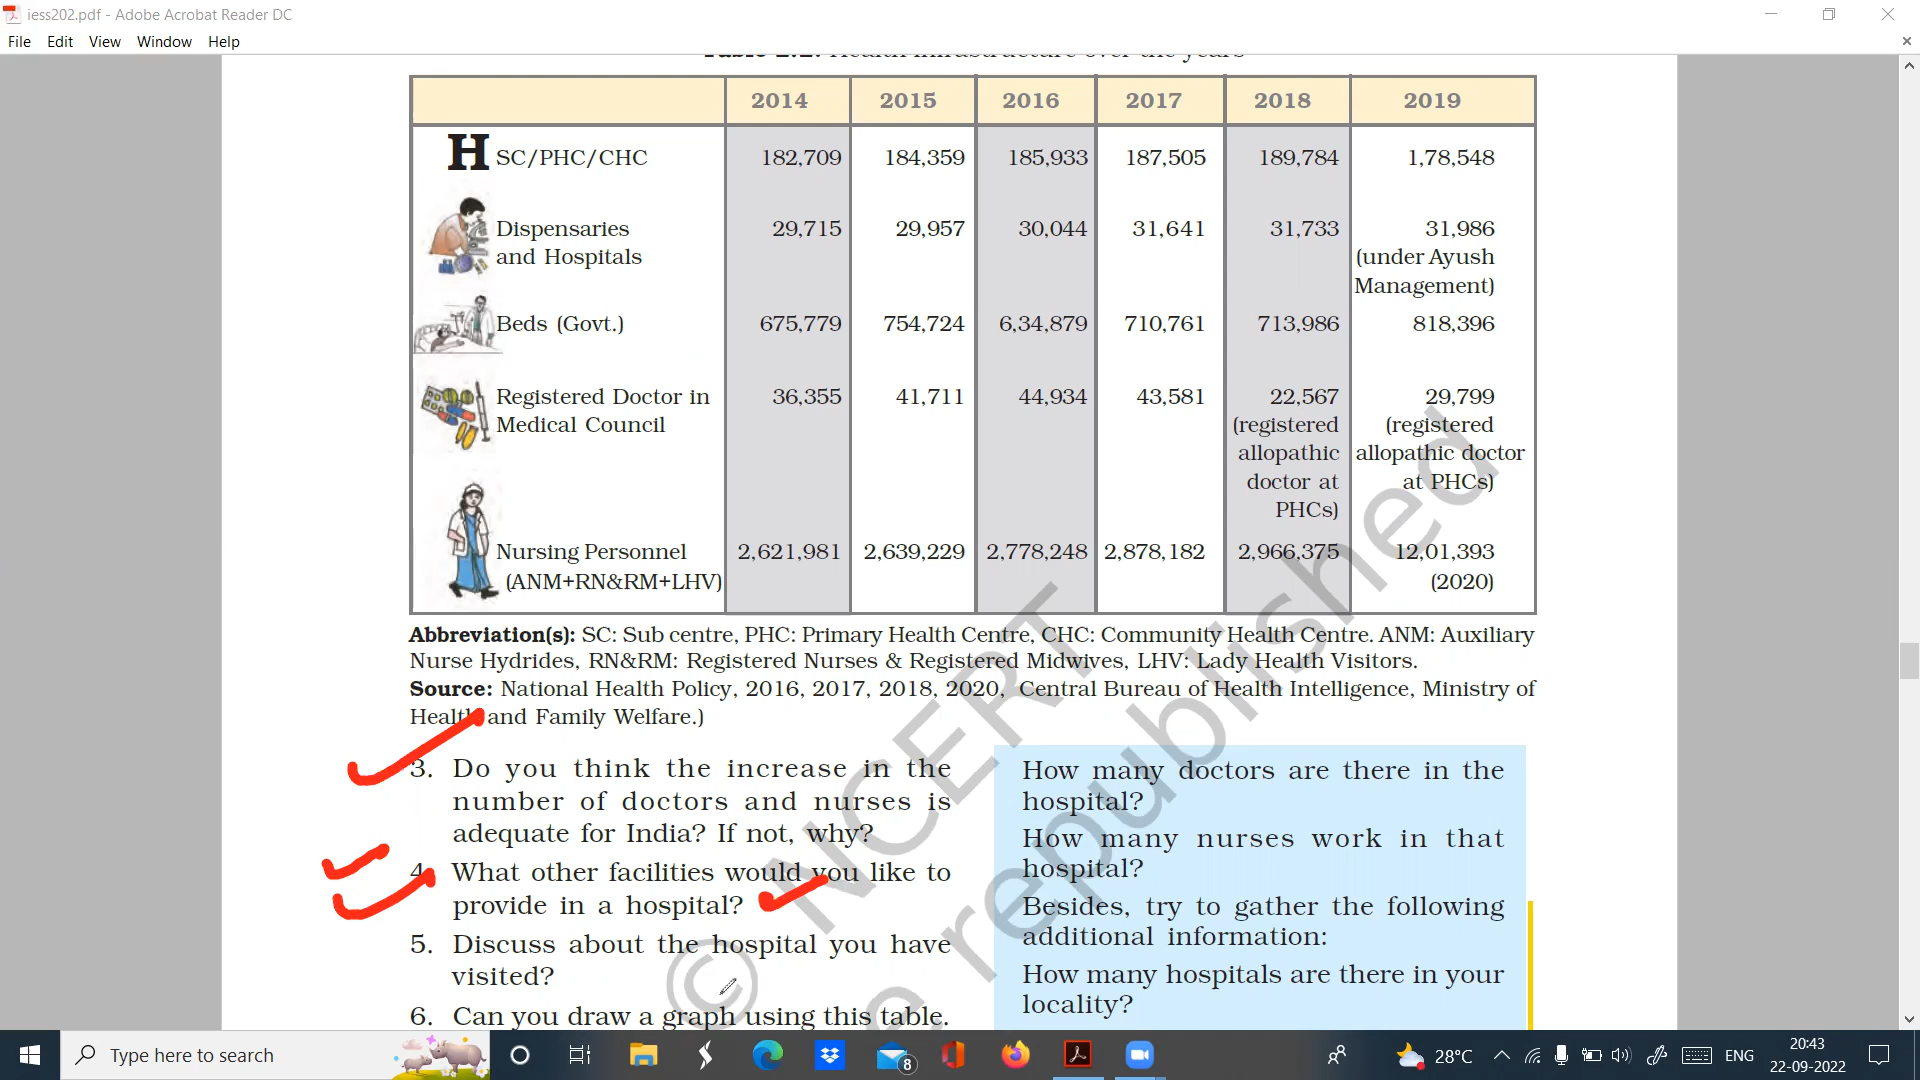 iess202.pdf - Adobe Acrobat Reader DC
File Edit View Window Help
Table 2.2: Health infrastructure over the years
2014 2015 2016 2017 2018 2019
H SC/PHC/CHC 182,709 184,359 185,933 187,505 189,784 1,78,548
Dispensaries 29,715 29,957 30,044 31,641 31,733 31,986
and Hospitals (under Ayush
Management)
Beds (Govt.) 675,779 754,724 6,34,879 710,761 713,986 818,396
Registered Doctor in 36,355 41,711 44,934 43,581 22,567 29,799
Medical Council (registered (registered
allopathic allopathic doctor
doctor at at PHCs)
PHCs)
Nursing Personnel 2,621,981 2,639,229 2,778,248 2,878,182 2,966,375 12,01,393
(ANM+RN&RM+LHV) (2020)
Abbreviation(s): SC: Sub centre, PHC: Primary Health Centre, CHC: Community Health Centre. ANM: Auxiliary
Nurse Hydrides, RN&RM: Registered Nurses & Registered Midwives, LHV: Lady Health Visitors.
Source: National Health Policy, 2016, 2017, 2018, 2020, Central Bureau of Health Intelligence, Ministry of
Health and Family Welfare.)
3. Do you think the increase in the
number of doctors and nurses is
adequate for India? If not, why?
4. What other facilities would you like to
provide in a hospital?
5. Discuss about the hospital you have
visited?
6. Can you draw a graph using this table.
How many doctors are there in the
hospital?
How many nurses work in that
hospital?
Besides, try to gather the following
additional information:
How many hospitals are there in your
locality?
© NCERT
e republished
Type here to search
8
28°C
ENG
20:43
22-09-2022